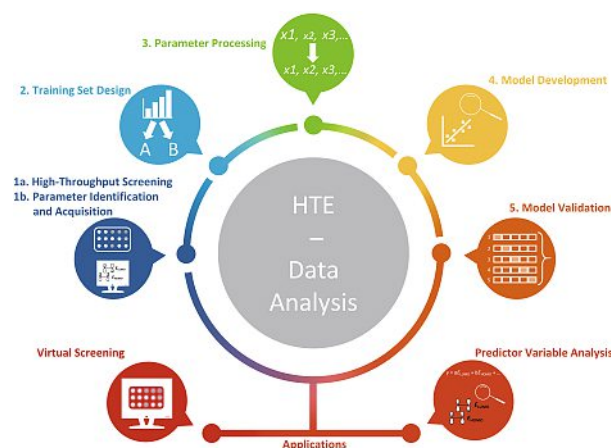 3. Parameter Processing
x1, x2, x3,...
x1, x2, x3,...
2. Training Set Design
A B
4. Model Development
1a. High-Throughput Screening
1b. Parameter Identification
and Acquisition
HTE
–
Data
Analysis
5. Model Validation
Virtual Screening
Predictor Variable Analysis
Applications